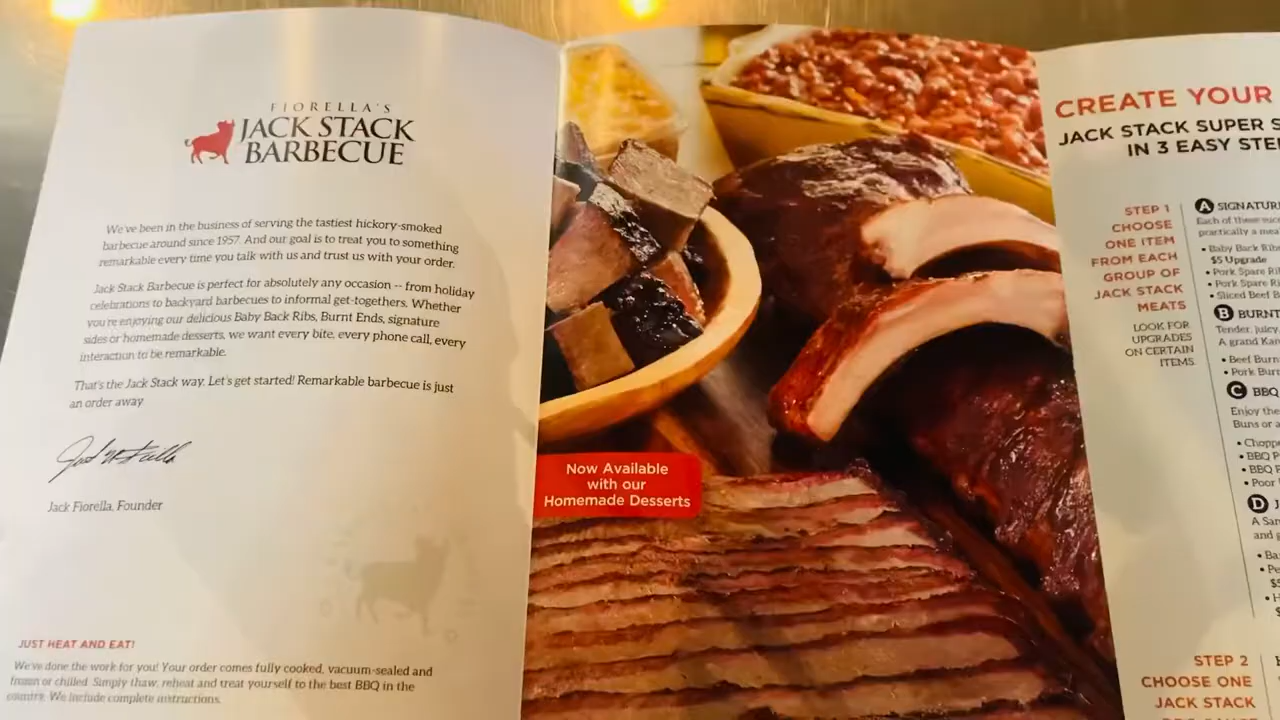 FIORELLA'S
JACK STACK
BARBECUE
We've been in the business of serving the tastiest hickory-smoked
barbecue around since 1957. And our goal is to treat you to something
remarkable every time you talk with us and trust us with your order.
Jack Stack Barbecue is perfect for absolutely any occasion -- from holiday
celebrations to backyard barbecues to informal get-togethers. Whether
you're enjoying our delicious Baby Back Ribs, Burnt Ends, signature
sides or homemade desserts, we want every bite, every phone call, every
interaction to be remarkable.
That's the Jack Stack way. Let's get started! Remarkable barbecue is just
an order away
Jack Fiorella, Founder
JUST HEAT AND EAT!
We've done the work for you! Your order comes fully cooked, vacuum-sealed and
frozen or chilled. Simply thaw, reheat and treat yourself to the best BBQ in the
country. We include complete instructions.
Now Available
with our
Homemade Desserts
CREATE YOUR
JACK STACK SUPER S
IN 3 EASY STE
STEP 1
CHOOSE
ONE ITEM
FROM EACH
GROUP OF
JACK STACK
MEATS
LOOK FOR
UPGRADES
ON CERTAIN
ITEMS.
A SIGNATUR
Each of these suc
practically a mea
• Baby Back Ribs
$5 Upgrade
• Pork Spare Ri
• Pork Spare Ri
• Sliced Beef B
B BURNT
Tender, juicy
A grand Kan
• Beef Burn
• Pork Burn
C BBQ
Enjoy the
Buns or a
• Chopp
• BBQ P
• BBQ P
• Poor
D J
A San
and g
• Ba
• Pe
$5
• H
STEP 2
CHOOSE ONE
JACK STACK